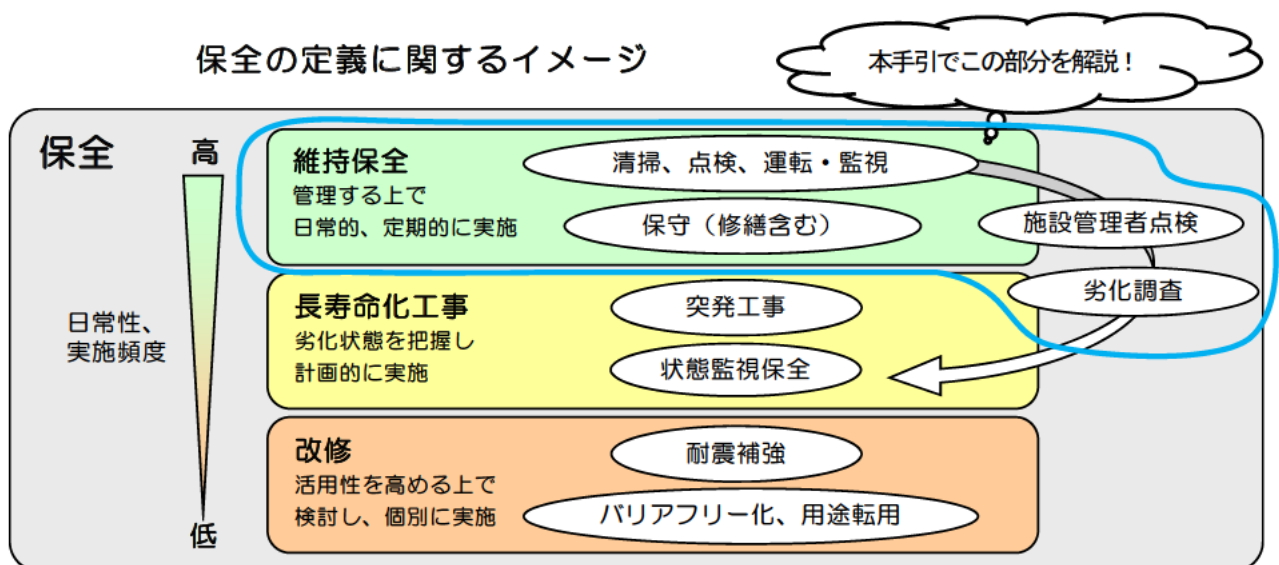 保全の定義に関するイメージ
本手引でこの部分を解説！
保全
高
日常性、
実施頻度
低
維持保全
管理する上で
日常的、定期的に実施
清掃、点検、運転・監視
保守（修繕含む）
施設管理者点検
劣化調査
長寿命化工事
劣化状態を把握し
計画的に実施
突発工事
状態監視保全
改修
活用性を高める上で
検討し、個別に実施
耐震補強
バリアフリー化、用途転用